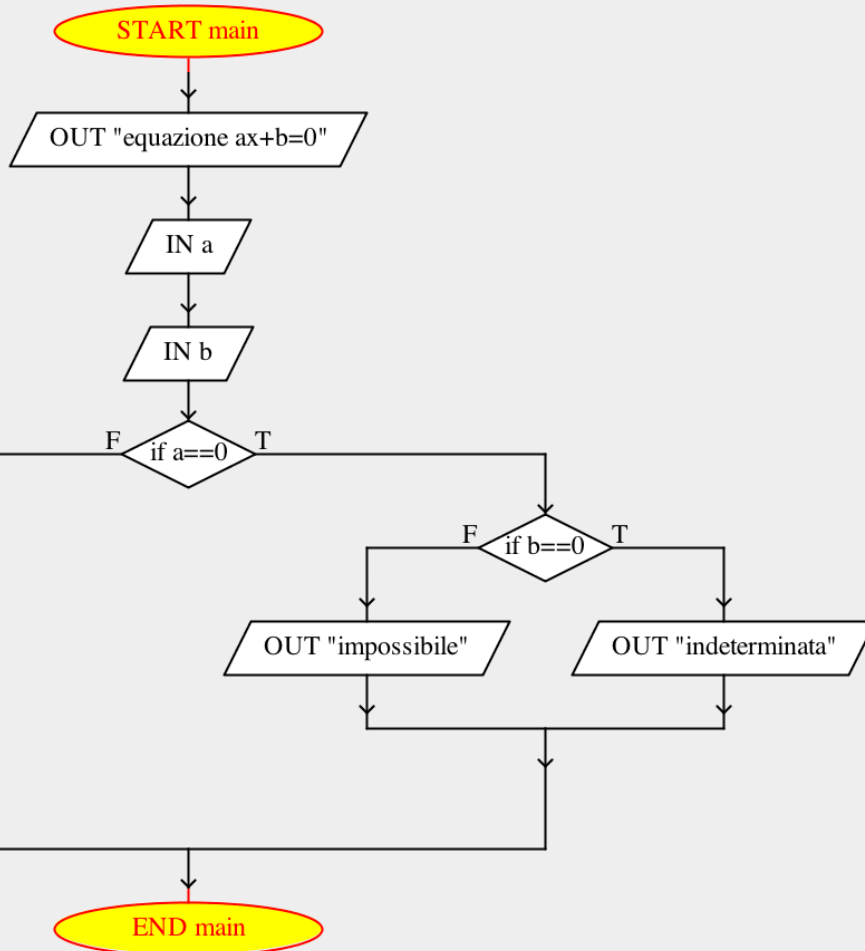 START main
OUT "equazione ax+b=0"
IN a
IN b
F if a==0 T
F if b==0 T
OUT "impossibile" OUT "indeterminata"
END main